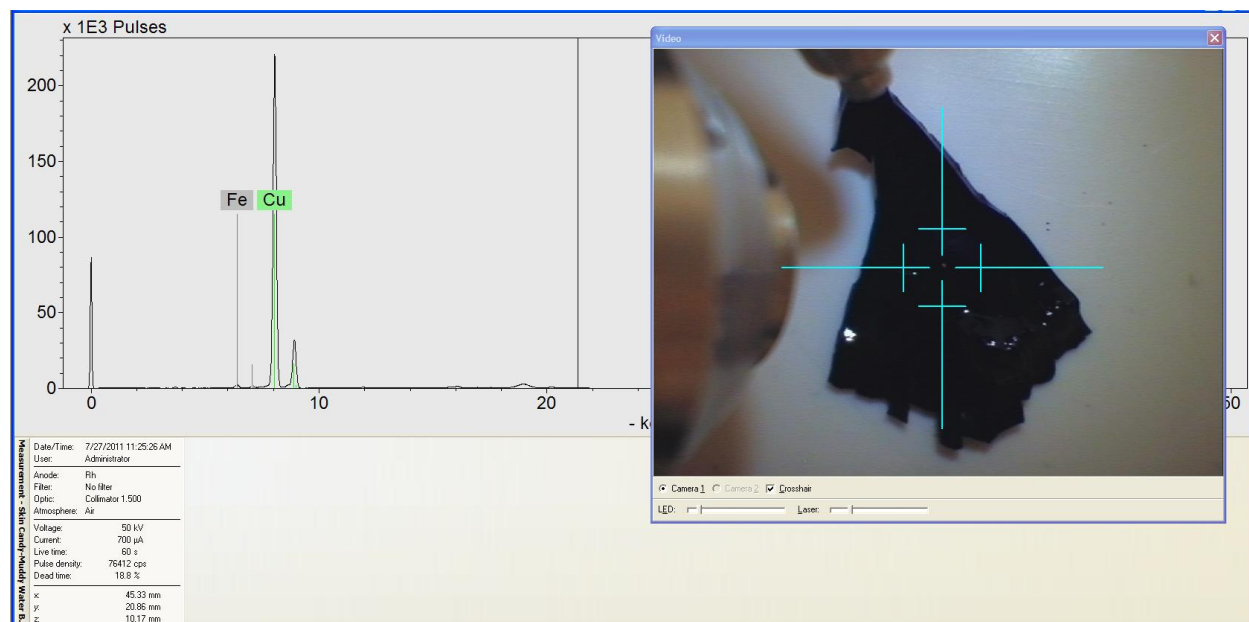 x 1E3 Pulses
200
150
100
50
0
Fe Cu
0 10 20 50
- k
Video
Camera 1 Camera 2 Crosshair
LED: Laser:
Measurement - Skin Candy-Muddy Water B.
Date/Time: 7/27/2011 11:25:26 AM
User: Administrator
Anode: Rh
Filter: No filter
Optic: Collimator 1.500
Atmosphere: Air
Voltage: 50 kV
Current: 700 µA
Live time: 60 s
Pulse density: 76412 cps
Dead time: 18.8 %
x: 45.33 mm
y: 20.86 mm
z: 10.17 mm